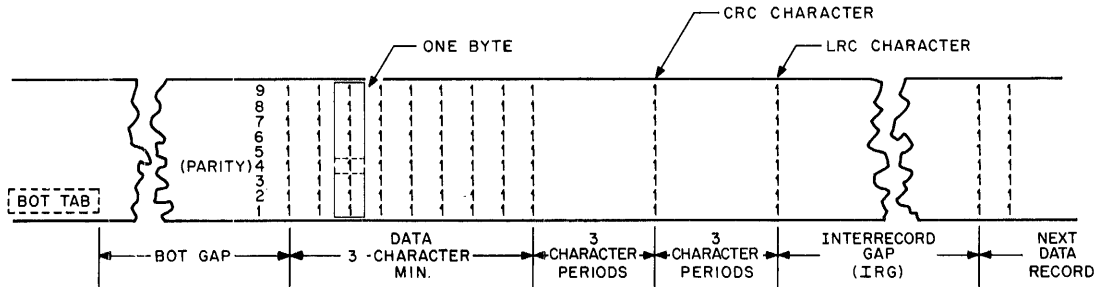 CRC CHARACTER
ONE BYTE
LRC CHARACTER
9
8
7
6
5
(PARITY) 4
3
2
1
BOT TAB
BOT GAP
DATA
3 -CHARACTER
MIN.
3
CHARACTER
PERIODS
3
CHARACTER
PERIODS
INTERRECORD
GAP
(IRG)
NEXT
DATA
RECORD